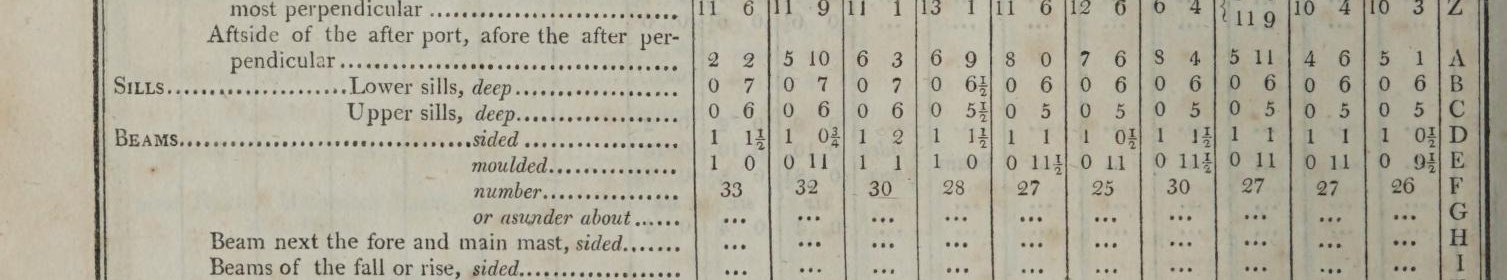 most perpendicular .............................. 11 6 11 9 11 1 13 1 11 6 12 6 6 4 { 11 9 10 4 10 3 Z
Aftside of the after port, afore the after per-
pendicular ........................................ 2 2 5 10 6 3 6 9 8 0 7 6 8 4 5 11 4 6 5 1 A
SILLS.....................Lower sills, deep.................... 0 7 0 7 0 7 0 6½ 0 6 0 6 0 6 0 6 0 6 0 6 B
Upper sills, deep.................... 0 6 0 6 0 6 0 5½ 0 5 0 5 0 5 0 5 0 5 0 5 C
BEAMS..................................sided ................... 1 1½ 1 0¾ 1 2 1 1½ 1 1 1 0½ 1 1½ 1 1 1 1 1 0½ D
moulded................ 1 0 0 11 1 1 1 0 0 11½ 0 11 0 11½ 0 11 0 11 0 9½ E
number................. 33 32 30 28 27 25 30 27 27 26 F
or asunder about ...... ... ... ... ... ... ... ... ... ... ... G
Beam next the fore and main mast, sided....... ... ... ... ... ... ... ... ... ... ... H
Beams of the fall or rise, sided................... ... ... ... ... ... ... ... ... ... ... I